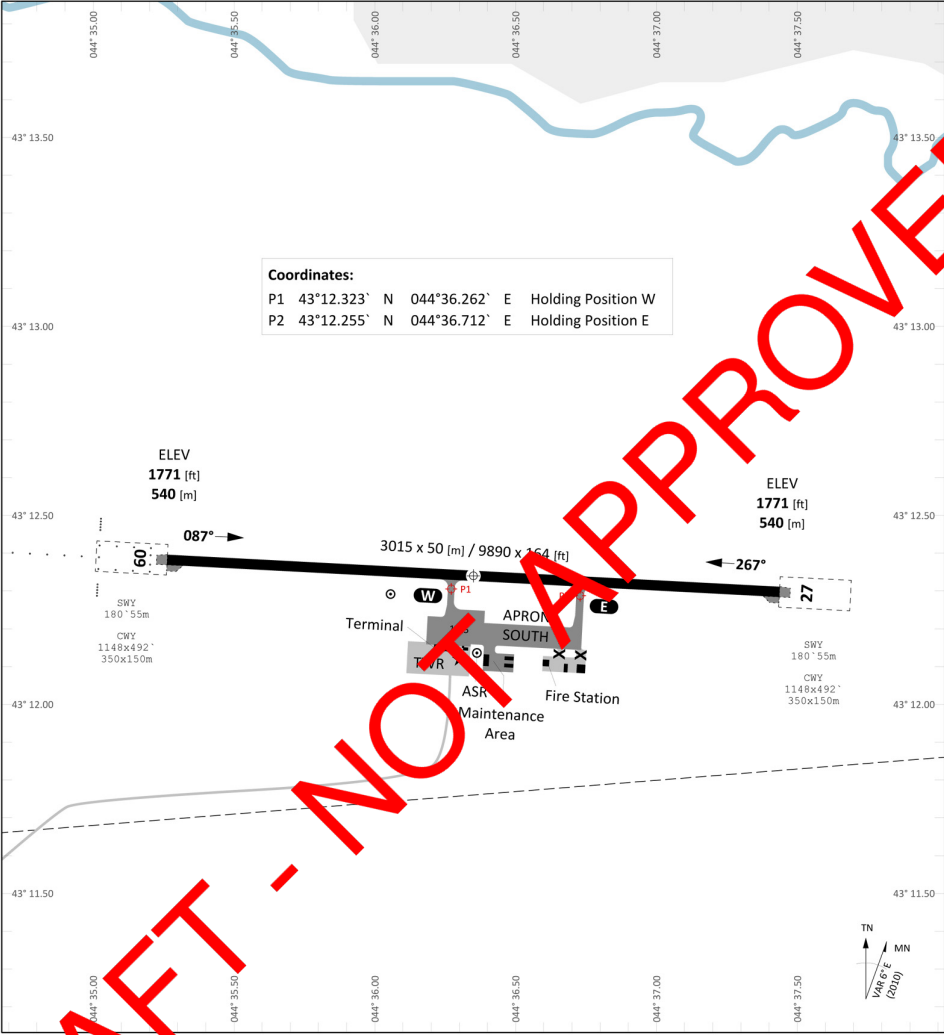 044° 35.00
044° 35.50
044° 36.00
044° 36.50
044° 37.00
044° 37.50
43° 13.50
43° 13.50
Coordinates:
P1 43°12.323` N 044°36.262` E Holding Position W
P2 43°12.255` N 044°36.712` E Holding Position E
43° 13.00
43° 13.00
ELEV
1771 [ft]
540 [m]
ELEV
1771 [ft]
540 [m]
43° 12.50
43° 12.50
087°
3015 x 50 [m] / 9890 x 164 [ft]
267°
09
27
P1
W
E
SWY
180`55m
CWY
1148x492`
350x150m
Terminal
APRON
SOUTH
TWR
SWY
180`55m
CWY
1148x492`
350x150m
ASR
Maintenance
Area
Fire Station
43° 12.00
43° 12.00
43° 11.50
43° 11.50
TN
MN
VAR 6° E
(2010)
044° 35.00
044° 35.50
044° 36.00
044° 36.50
044° 37.00
044° 37.50
AFT - NOT APPROVE